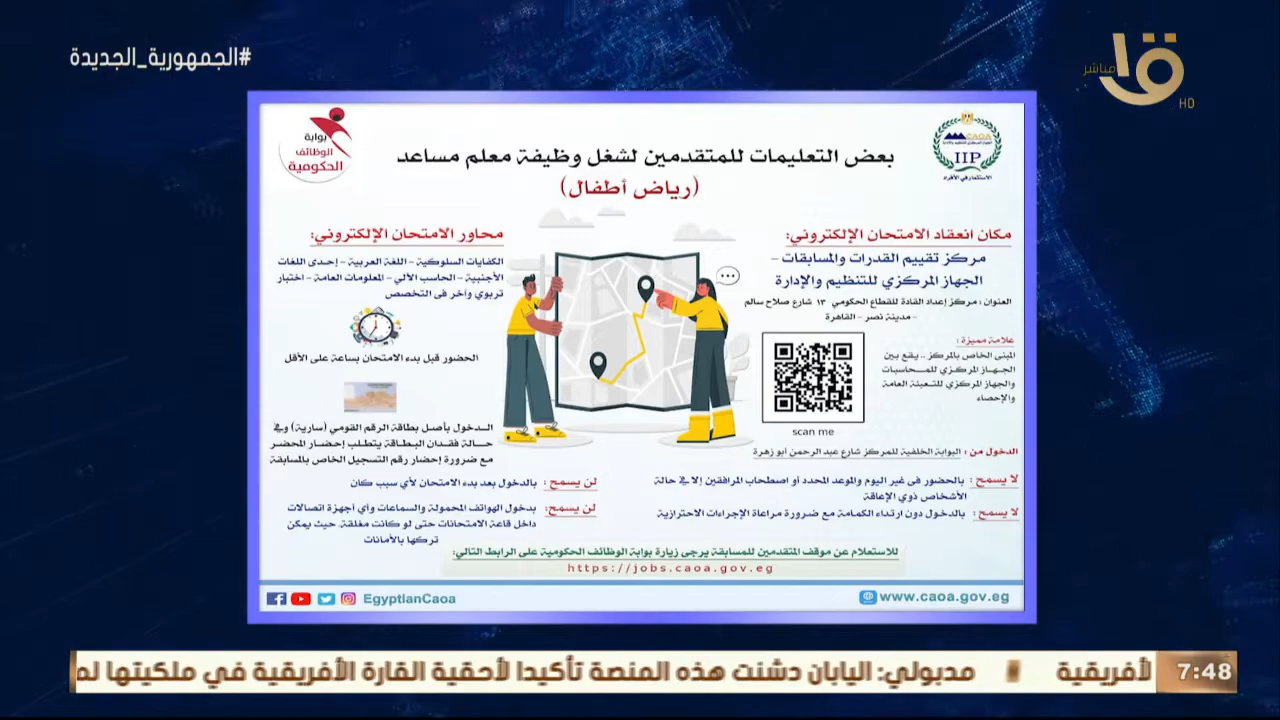 #الجمهورية_الجديدة
مباشر
HD
بوابة
الوظائف
الحكومية
CAOA
IIP
الاستثمار في الأفراد
بعض التعليمات للمتقدمين لشغل وظيفة معلم مساعد
(رياض أطفال)
مكان انعقاد الامتحان الإلكتروني:
مركز تقييم القدرات والمسابقات -
الجهاز المركزي للتنظيم والإدارة
العنوان : مركز إعداد القادة للقطاع الحكومي ١٣ شارع صلاح سالم
- مدينة نصر - القاهرة
علامة مميزة :
المبنى الخاص بالمركز .. يقع بين
الجهاز المركزي للمحاسبات
والجهاز المركزي للتعبئة العامة
والإحصاء
scan me
الدخول من : البوابة الخلفية للمركز شارع عبد الرحمن أبو زهرة
لا يسمح : بالحضور فى غير اليوم والموعد المحدد أو اصطحاب المرافقين إلا في حالة
الأشخاص ذوي الإعاقة
لا يسمح : بالدخول دون ارتداء الكمامة مع ضرورة مراعاة الإجراءات الاحترازية
محاور الامتحان الإلكتروني:
الكفايات السلوكية - اللغة العربية - إحدى اللغات
الأجنبية - الحاسب الآلي - المعلومات العامة - اختبار
تربوي وآخر فى التخصص
الحضور قبل بدء الامتحان بساعة على الأقل
الدخول بأصل بطاقة الرقم القومي (سارية) وفي
حالة فقدان البطاقة يتطلب إحضار المحضر
مع ضرورة إحضار رقم التسجيل الخاص بالمسابقة
لن يسمح : بالدخول بعد بدء الامتحان لأي سبب كان
لن يسمح : بدخول الهواتف المحمولة والسماعات وأي أجهزة اتصالات
داخل قاعة الامتحانات حتى لو كانت مغلقة، حيث يمكن
تركها بالأمانات
للاستعلام عن موقف المتقدمين للمسابقة يرجى زيارة بوابة الوظائف الحكومية على الرابط التالي:
https://jobs.caoa.gov.eg
EgyptianCaoa
www.caoa.gov.eg
7:48
لأفريقية
مدبولي: اليابان دشنت هذه المنصة تأكيدا لأحقية القارة الأفريقية في ملكيتها لم